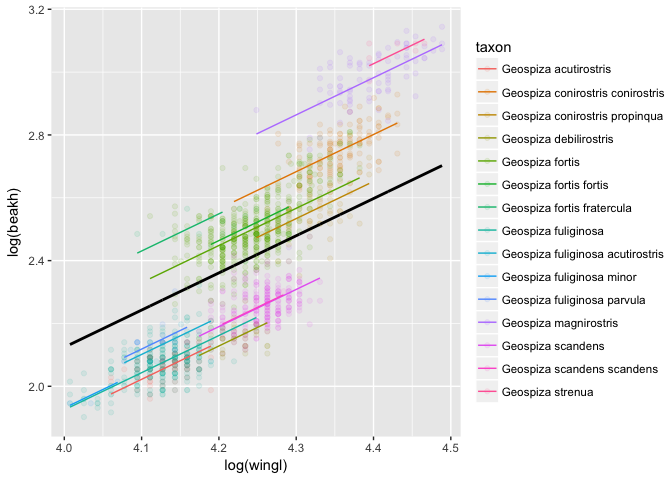 3.2
2.8
2.4
2.0
log(beakh)
4.0 4.1 4.2 4.3 4.4 4.5
log(wingl)
taxon
Geospiza acutirostris
Geospiza conirostris conirostris
Geospiza conirostris propinqua
Geospiza debilirostris
Geospiza fortis
Geospiza fortis fortis
Geospiza fortis fratercula
Geospiza fuliginosa
Geospiza fuliginosa acutirostris
Geospiza fuliginosa minor
Geospiza fuliginosa parvula
Geospiza magnirostris
Geospiza scandens
Geospiza scandens scandens
Geospiza strenua